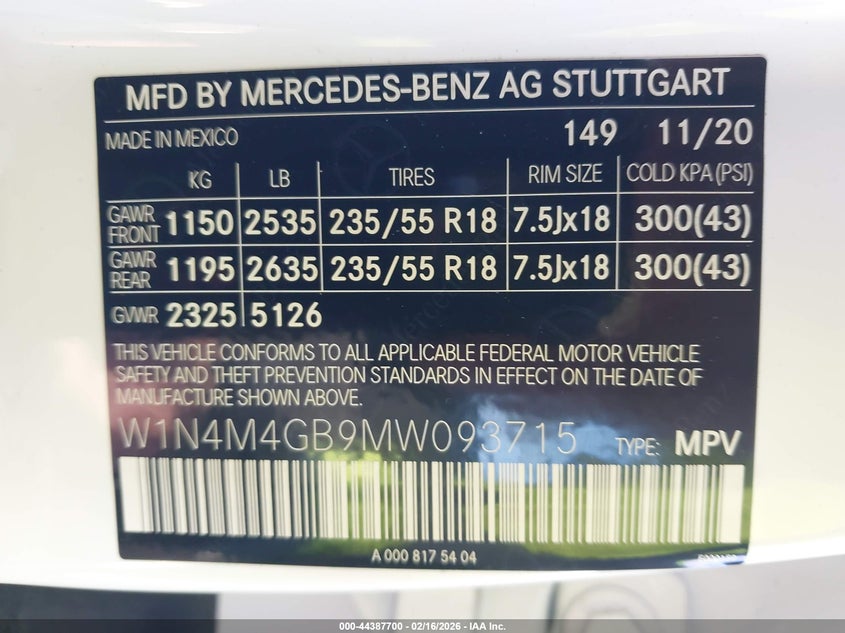 MFD BY MERCEDES-BENZ AG STUTTGART
MADE IN MEXICO 149 11/20
KG LB TIRES RIM SIZE COLD KPA (PSI)
GAWR FRONT 1150 2535 235/55 R18 7.5Jx18 300(43)
GAWR REAR 1195 2635 235/55 R18 7.5Jx18 300(43)
GVWR 2325 5126
THIS VEHICLE CONFORMS TO ALL APPLICABLE FEDERAL MOTOR VEHICLE
SAFETY AND THEFT PREVENTION STANDARDS IN EFFECT ON THE DATE OF
MANUFACTURE SHOWN ABOVE.
W1N4M4GB9MW093715 TYPE: MPV
A 000 817 54 04
000-44387700 - 02/16/2026 - IAA Inc.